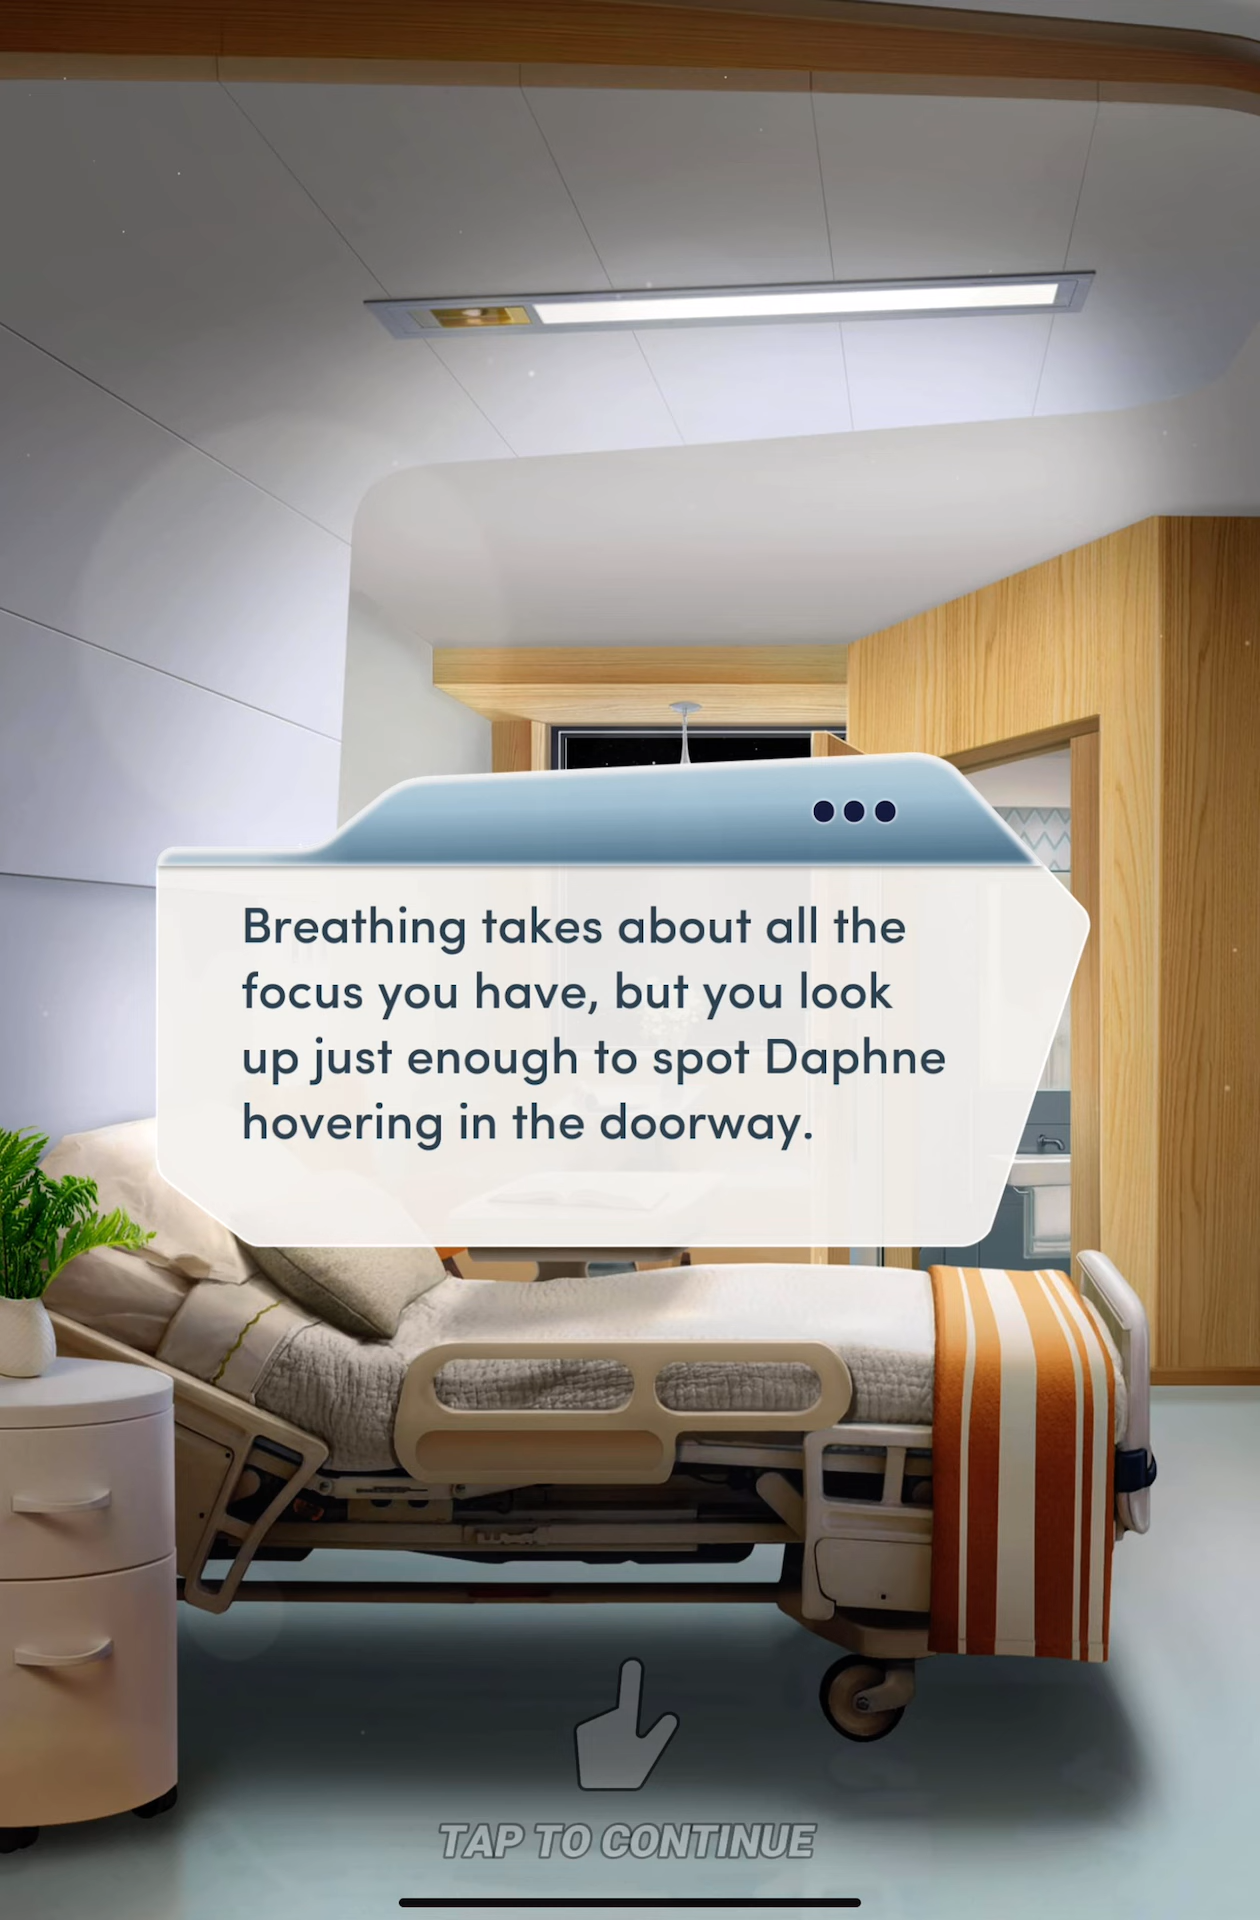 Breathing takes about all the
focus you have, but you look
up just enough to spot Daphne
hovering in the doorway.
TAP TO CONTINUE